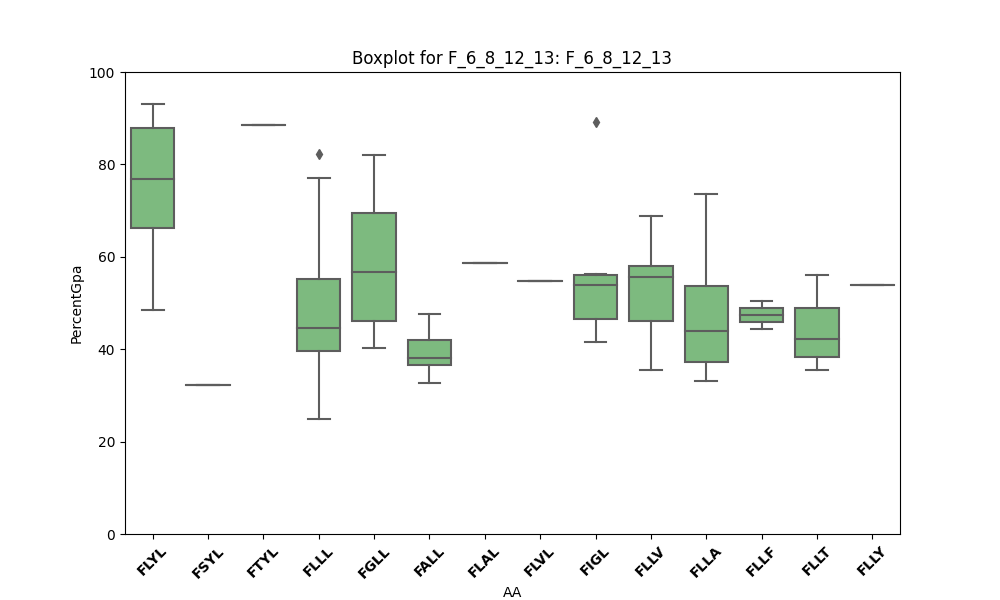 Boxplot for F_6_8_12_13: F_6_8_12_13
100
80
60
40
20
0
PercentGpa
FLYL FSYL FTYL FLLL FGLL FALL FLAL FLVL FIGL FLLV FLLA FLLF FLLT FLLY
AA